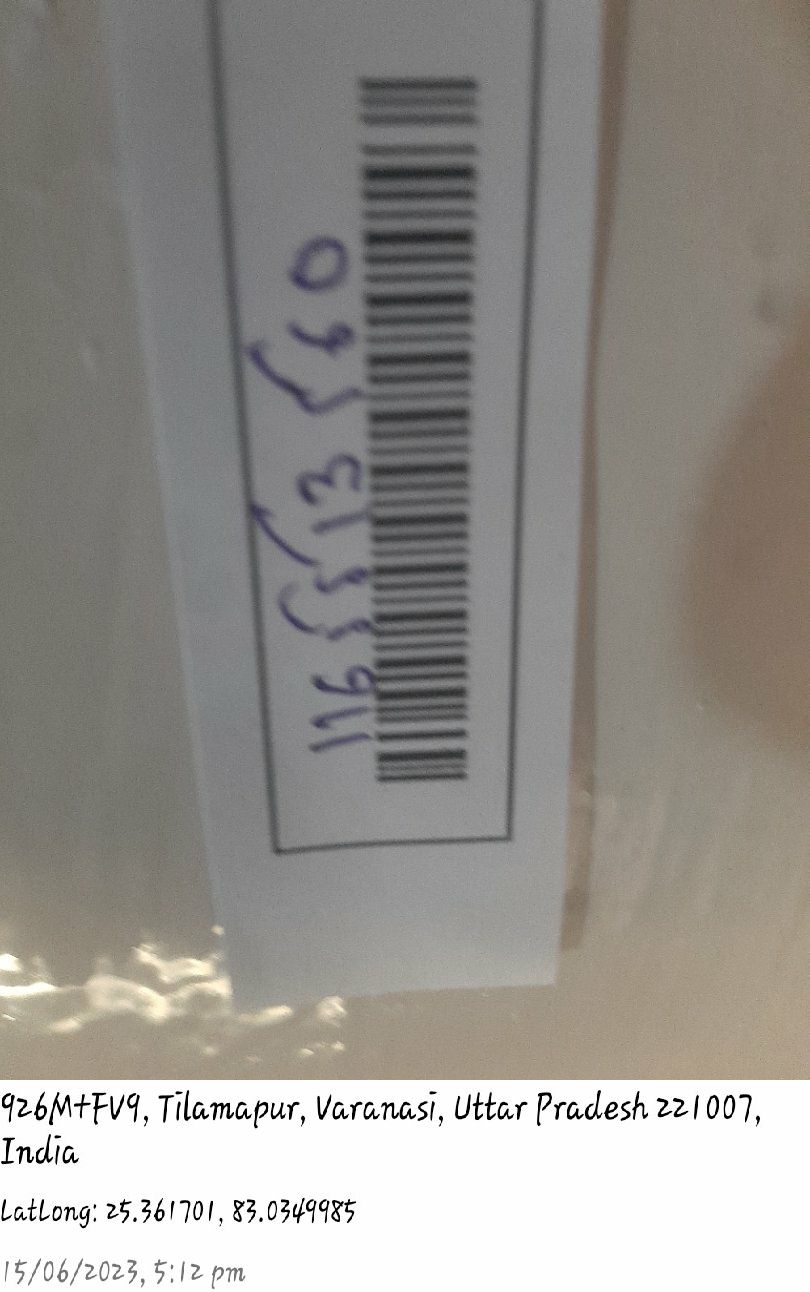 11655513560
926M+FV9, Tilamapur, Varanasi, Uttar Pradesh 221007,
India
LatLong: 25.361701, 83.0349985
15/06/2023, 5:12 pm